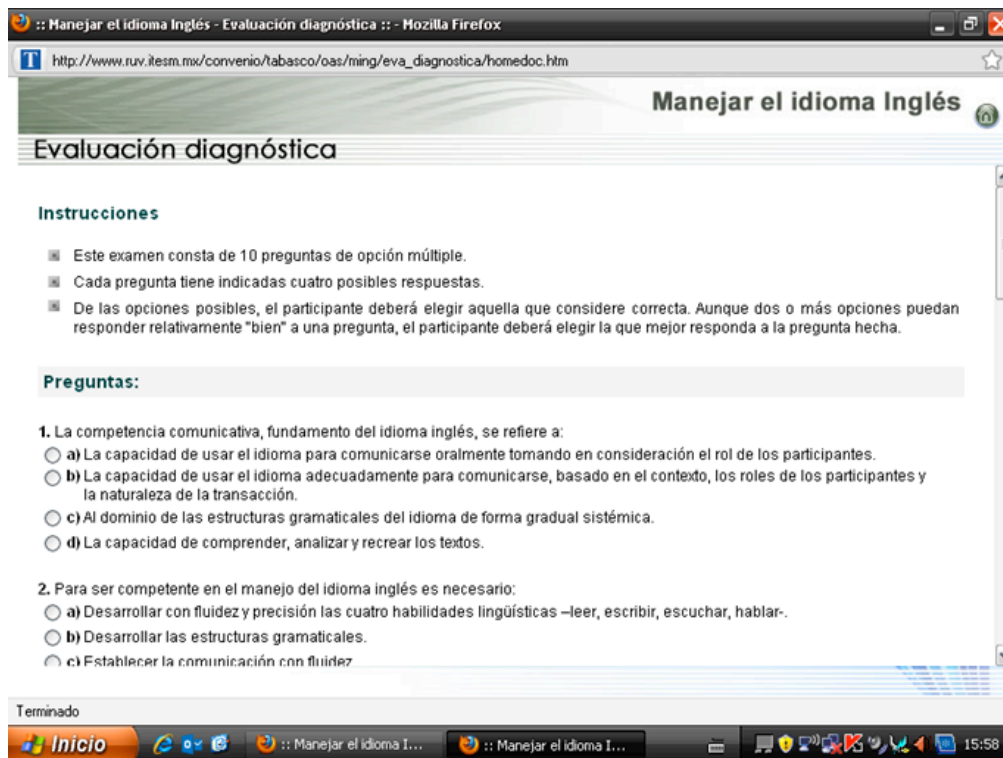 :: Manejar el idioma Inglés - Evaluación diagnóstica :: - Mozilla Firefox
http://www.ruv.itesm.mx/convenio/tabasco/oas/ming/eva_diagnostica/homedoc.htm
Manejar el idioma Inglés
Evaluación diagnóstica
Instrucciones
Este examen consta de 10 preguntas de opción múltiple.
Cada pregunta tiene indicadas cuatro posibles respuestas.
De las opciones posibles, el participante deberá elegir aquella que considere correcta. Aunque dos o más opciones puedan
responder relativamente "bien" a una pregunta, el participante deberá elegir la que mejor responda a la pregunta hecha.
Preguntas:
1. La competencia comunicativa, fundamento del idioma inglés, se refiere a:
a) La capacidad de usar el idioma para comunicarse oralmente tomando en consideración el rol de los participantes.
b) La capacidad de usar el idioma adecuadamente para comunicarse, basado en el contexto, los roles de los participantes y
la naturaleza de la transacción.
c) Al dominio de las estructuras gramaticales del idioma de forma gradual sistémica.
d) La capacidad de comprender, analizar y recrear los textos.
2. Para ser competente en el manejo del idioma inglés es necesario:
a) Desarrollar con fluidez y precisión las cuatro habilidades lingüísticas –leer, escribir, escuchar, hablar-.
b) Desarrollar las estructuras gramaticales.
c) Establecer la comunicación con fluidez
Terminado
Inicio
:: Manejar el idioma I...
:: Manejar el idioma I...
15:58